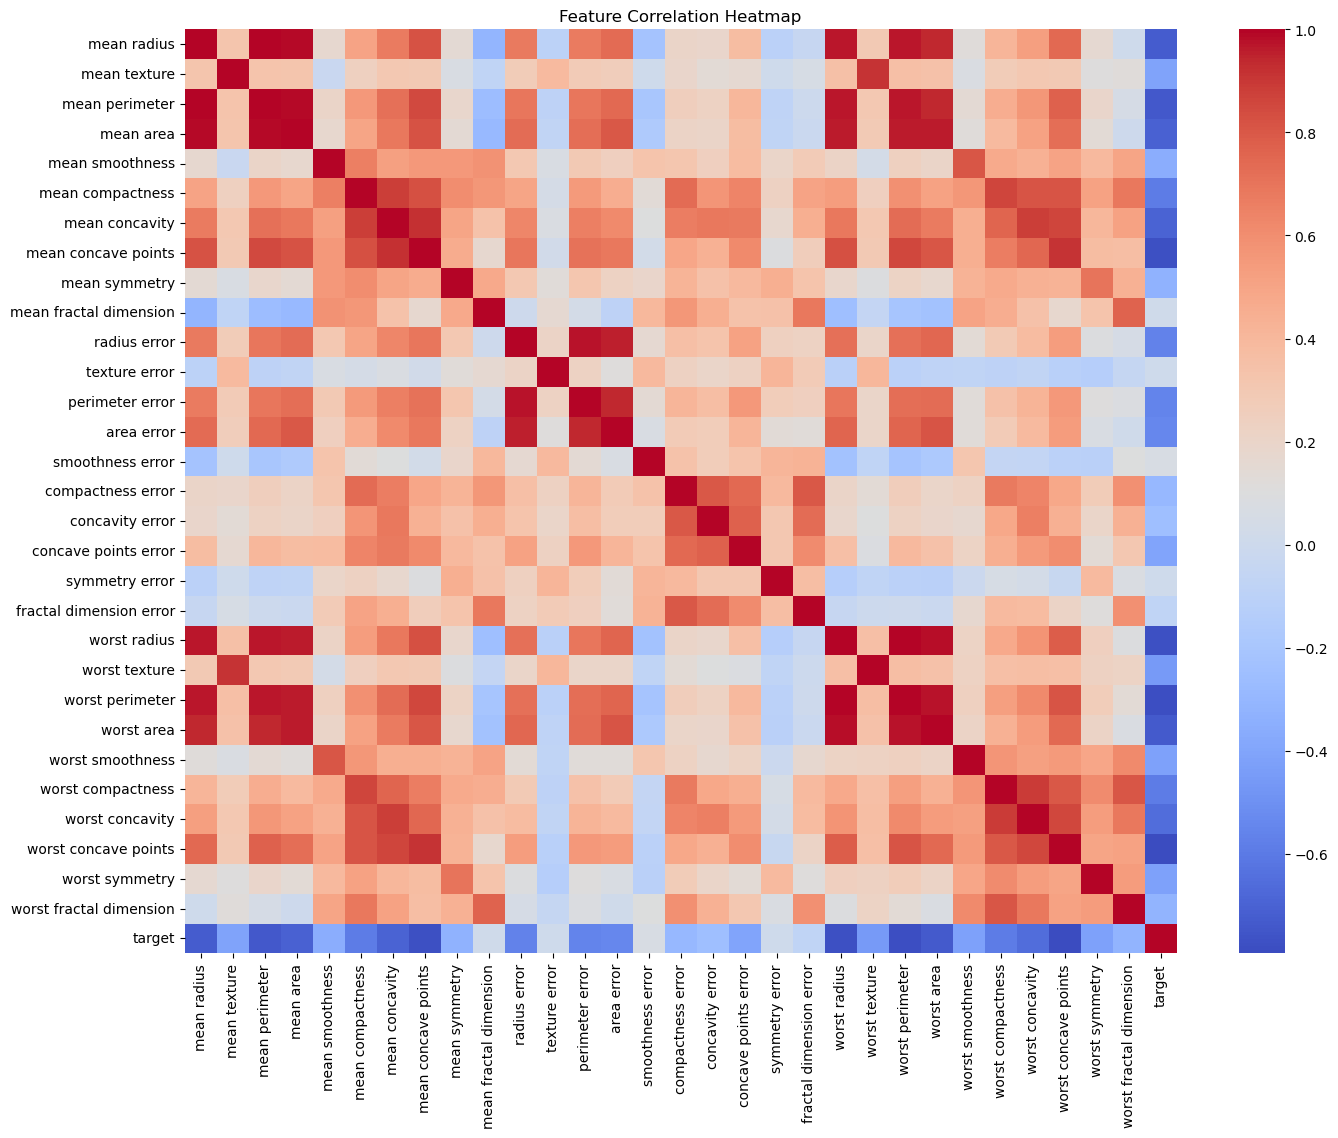 Feature Correlation Heatmap
mean radius
mean texture
mean perimeter
mean area
mean smoothness
mean compactness
mean concavity
mean concave points
mean symmetry
mean fractal dimension
radius error
texture error
perimeter error
area error
smoothness error
compactness error
concavity error
concave points error
symmetry error
fractal dimension error
worst radius
worst texture
worst perimeter
worst area
worst smoothness
worst compactness
worst concavity
worst concave points
worst symmetry
worst fractal dimension
target
mean radius
mean texture
mean perimeter
mean area
mean smoothness
mean compactness
mean concavity
mean concave points
mean symmetry
mean fractal dimension
radius error
texture error
perimeter error
area error
smoothness error
compactness error
concavity error
concave points error
symmetry error
fractal dimension error
worst radius
worst texture
worst perimeter
worst area
worst smoothness
worst compactness
worst concavity
worst concave points
worst symmetry
worst fractal dimension
target
1.0
0.8
0.6
0.4
0.2
0.0
−0.2
−0.4
−0.6